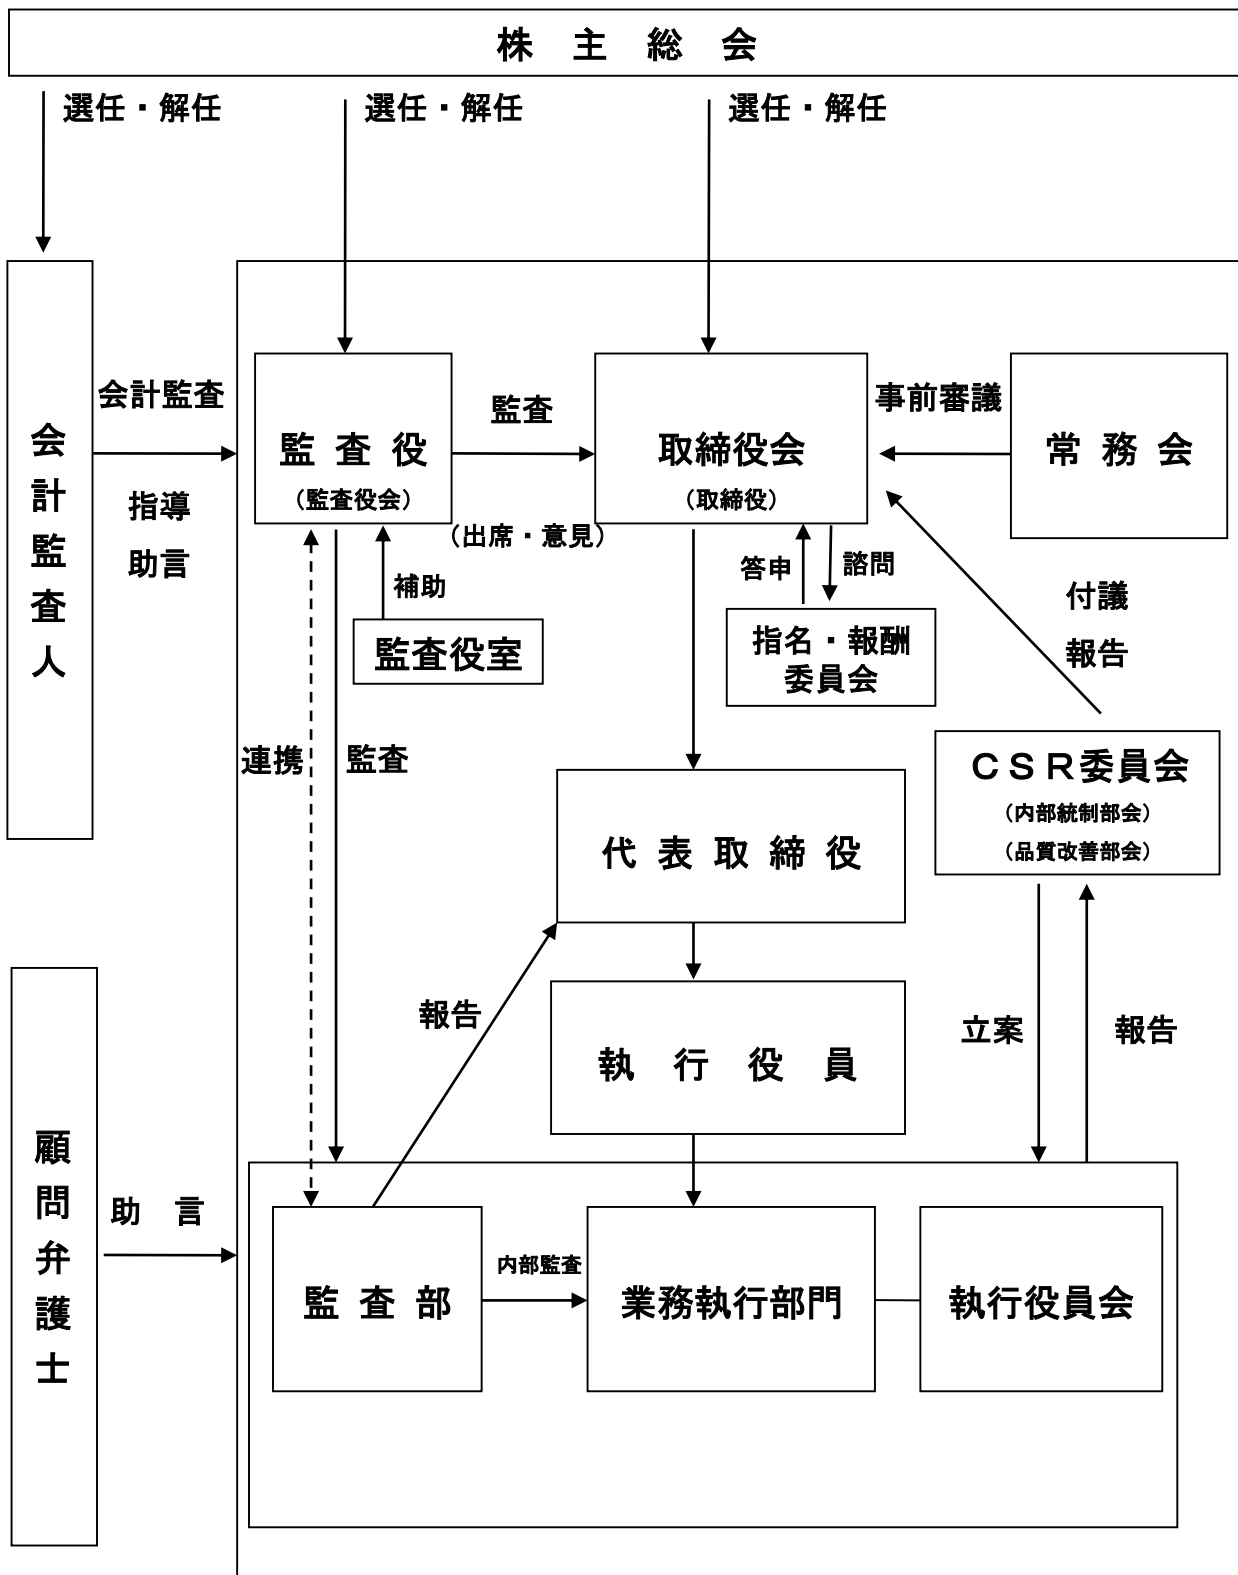 株 主 総 会
選任・解任
選任・解任
選任・解任
会計監査人
会計監査
指導
助言
監 査 役
（監査役会）
監査
（出席・意見）
取締役会
（取締役）
事前審議
常 務 会
補助
監査役室
答申
諮問
指名・報酬
委員会
付議
報告
連携
監査
ＣＳＲ委員会
（内部統制部会）
（品質改善部会）
代 表 取 締 役
報告
執 行 役 員
立案
報告
顧問弁護士
助 言
監 査 部
内部監査
業務執行部門
執行役員会